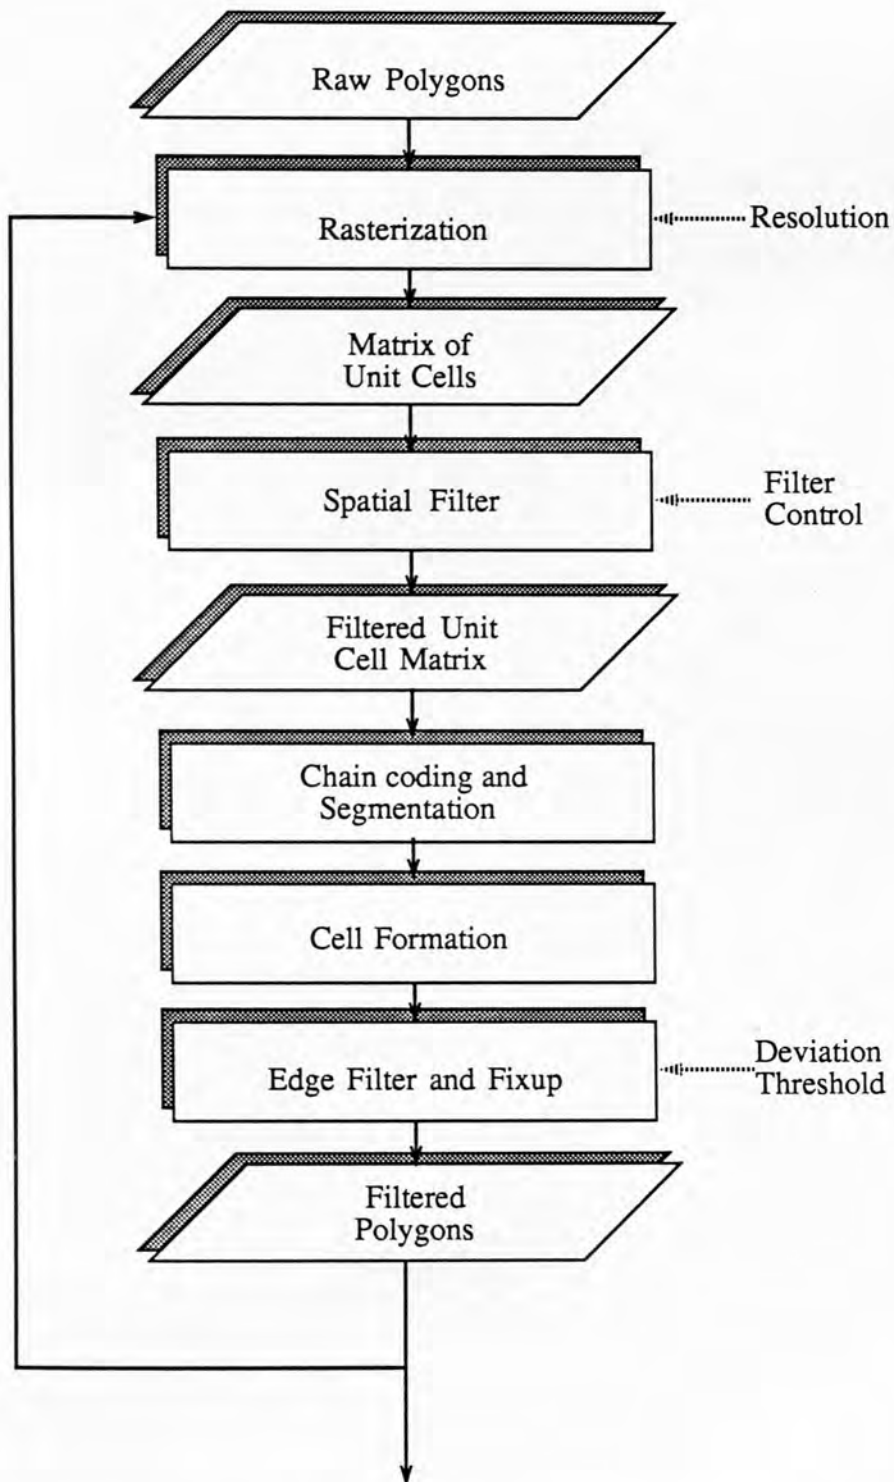 Raw Polygons
Rasterization
Resolution
Matrix of
Unit Cells
Spatial Filter
Filter
Control
Filtered Unit
Cell Matrix
Chain coding and
Segmentation
Cell Formation
Edge Filter and Fixup
Deviation
Threshold
Filtered
Polygons